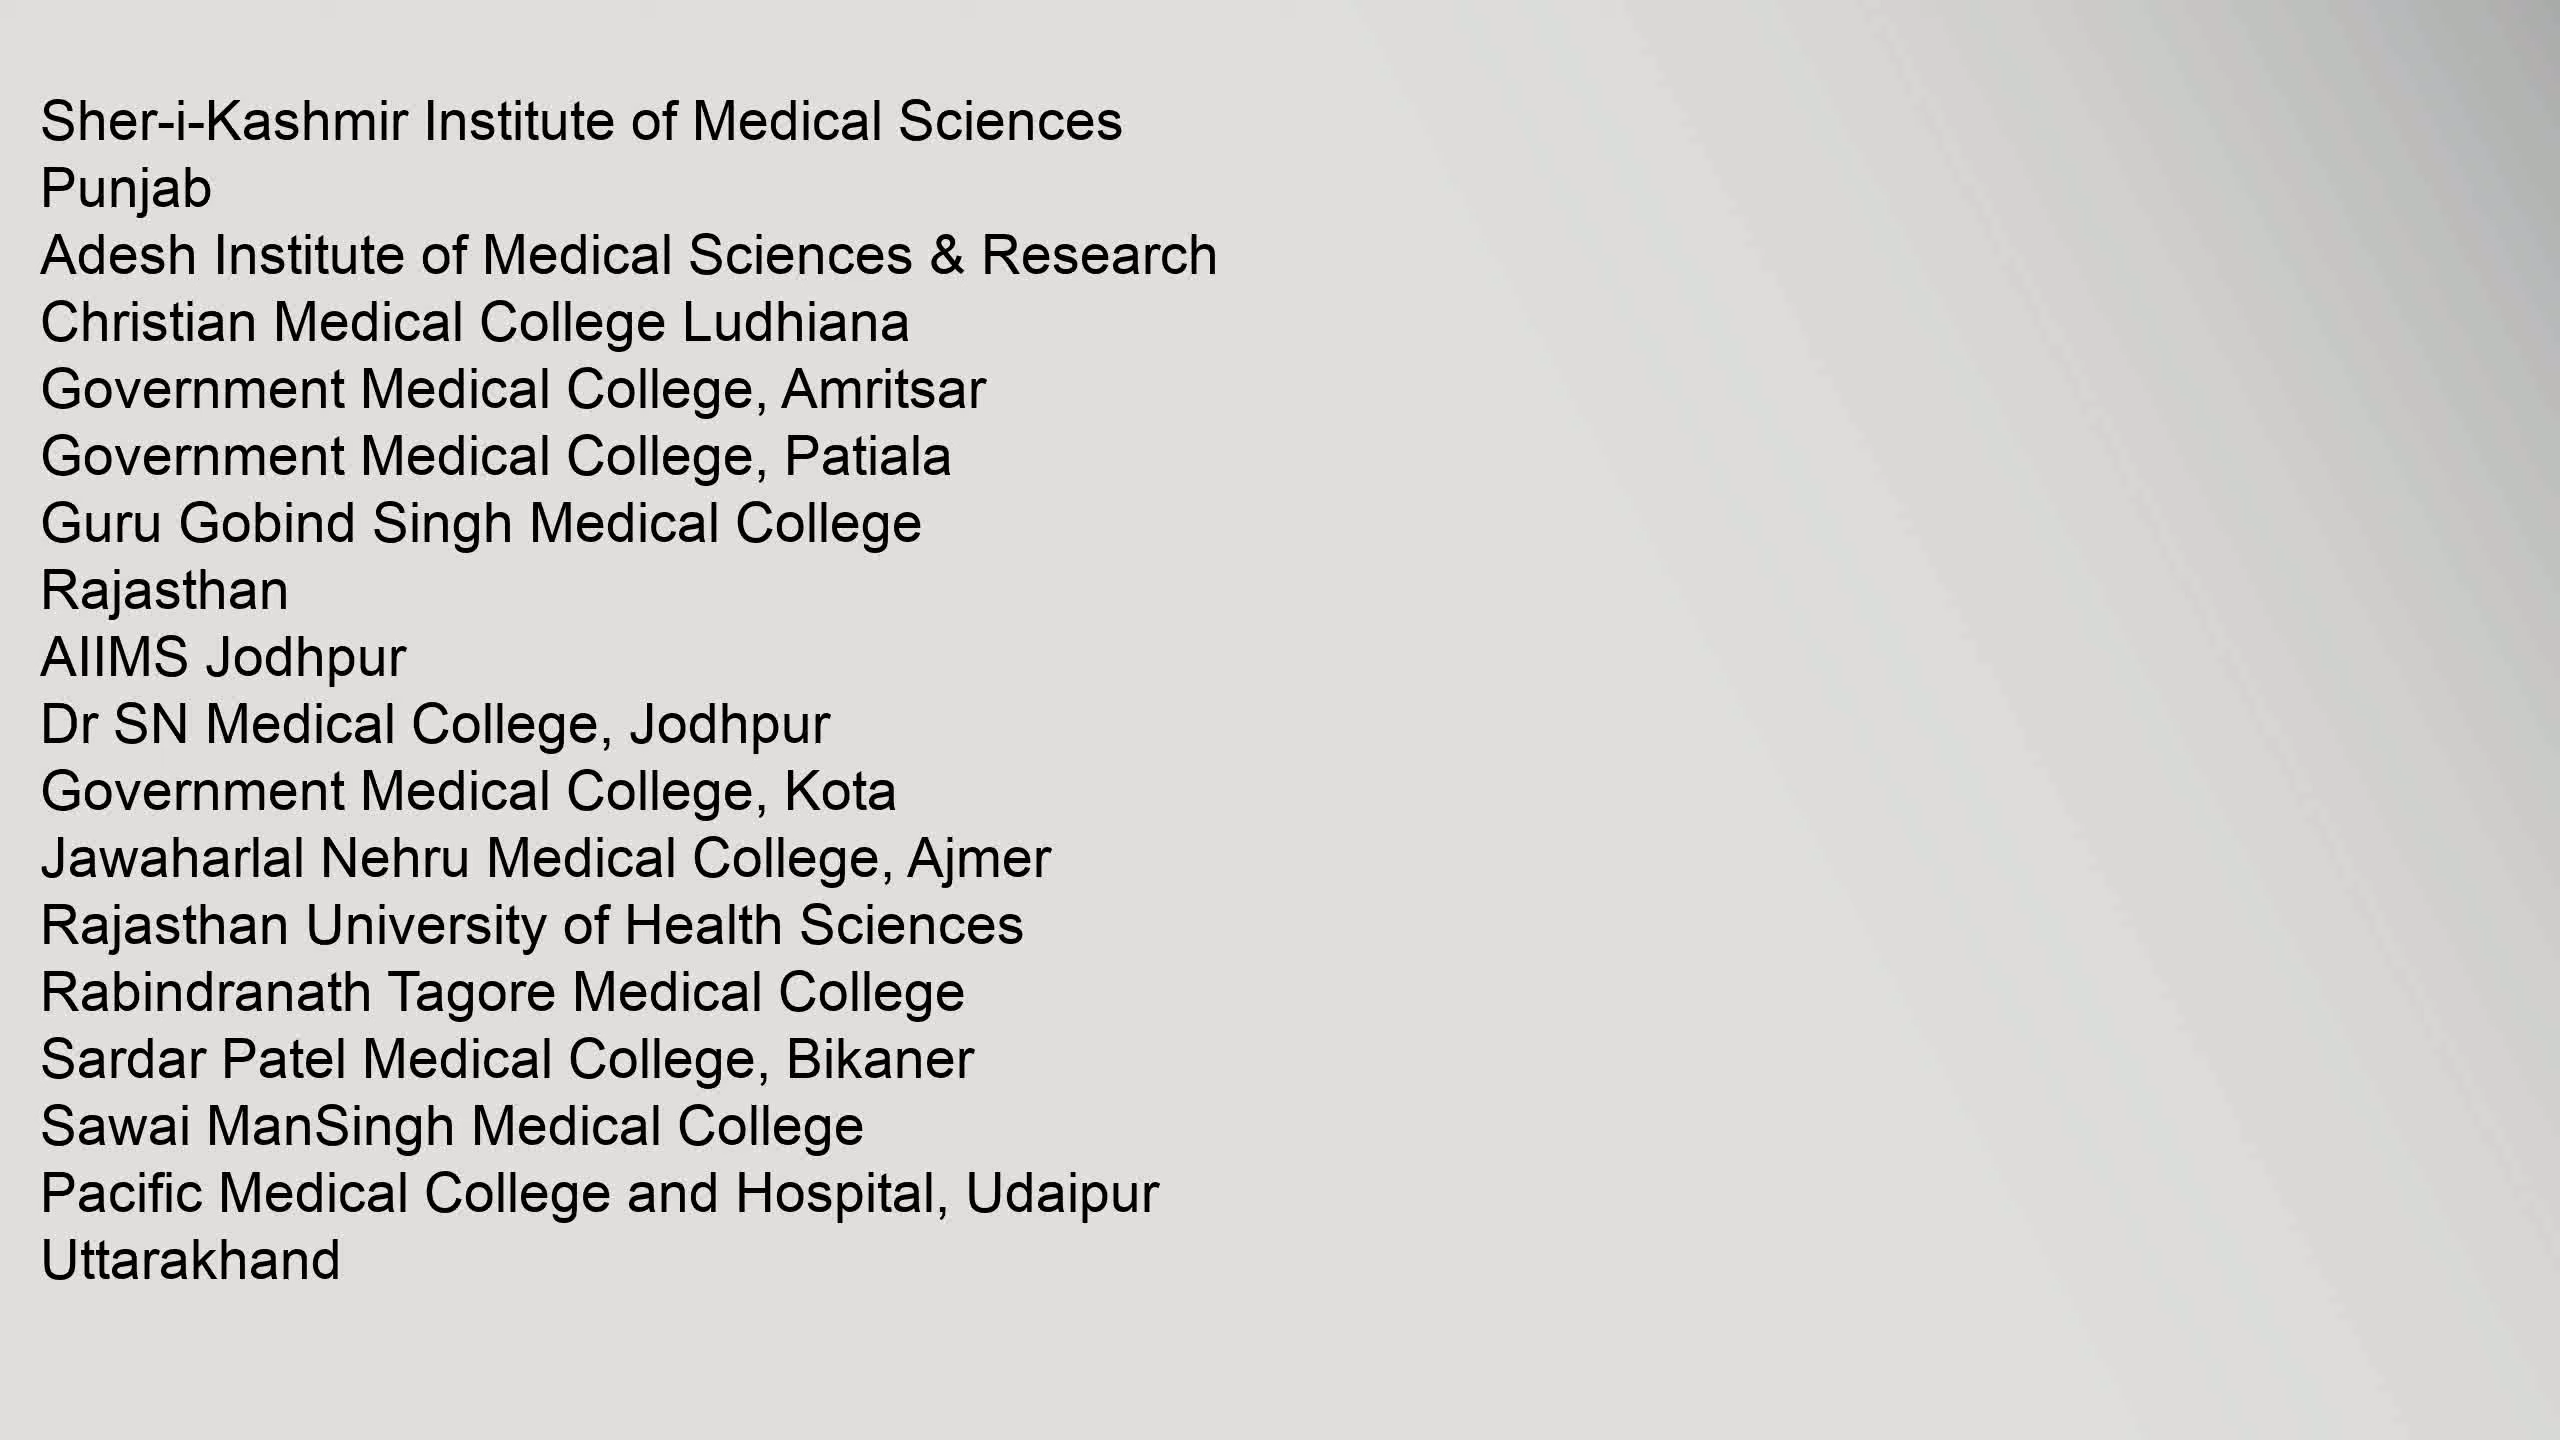 Sher-i-Kashmir Institute of Medical Sciences
Punjab
Adesh Institute of Medical Sciences & Research
Christian Medical College Ludhiana
Government Medical College, Amritsar
Government Medical College, Patiala
Guru Gobind Singh Medical College
Rajasthan
AIIMS Jodhpur
Dr SN Medical College, Jodhpur
Government Medical College, Kota
Jawaharlal Nehru Medical College, Ajmer
Rajasthan University of Health Sciences
Rabindranath Tagore Medical College
Sardar Patel Medical College, Bikaner
Sawai ManSingh Medical College
Pacific Medical College and Hospital, Udaipur
Uttarakhand